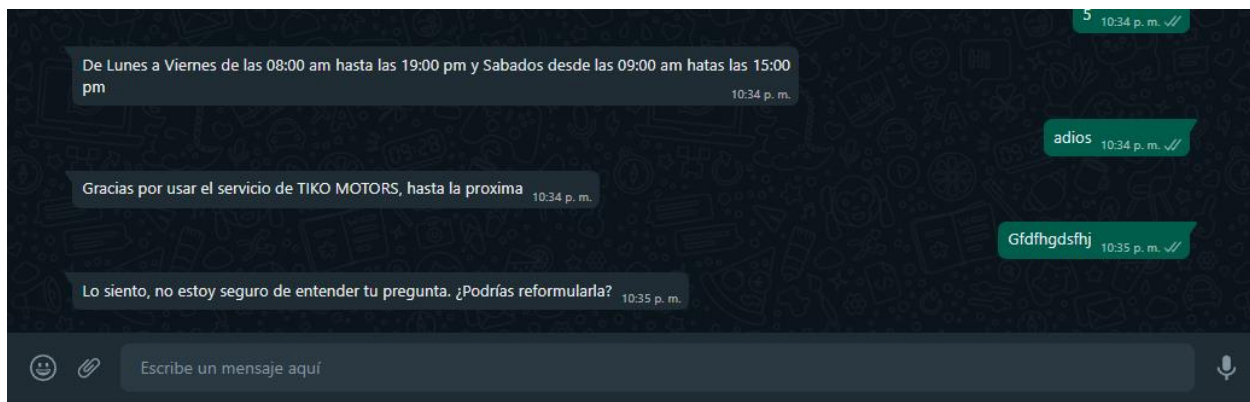 5 10:34 p. m.
De Lunes a Viernes de las 08:00 am hasta las 19:00 pm y Sabados desde las 09:00 am hatas las 15:00
pm
10:34 p. m.
adios 10:34 p. m.
Gracias por usar el servicio de TIKO MOTORS, hasta la proxima 10:34 p. m.
Gfdfhgdsfhj 10:35 p. m.
Lo siento, no estoy seguro de entender tu pregunta. ¿Podrías reformularla? 10:35 p. m.
Escribe un mensaje aquí